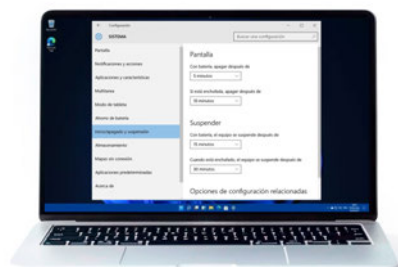 Configuración
SISTEMA
Buscar una configuración
Pantalla
Notificaciones y acciones
Aplicaciones y características
Multitarea
Modo de tableta
Ahorro de batería
Inicio/apagado y suspensión
Almacenamiento
Mapas sin conexión
Aplicaciones predeterminadas
Acerca de
Pantalla
Con batería, apagar después de
5 minutos
Si está enchufado, apagar después de
10 minutos
Suspender
Con batería, el equipo se suspende después de
15 minutos
Cuando está enchufado, el equipo se suspende después de
30 minutos
Opciones de configuración relacionadas